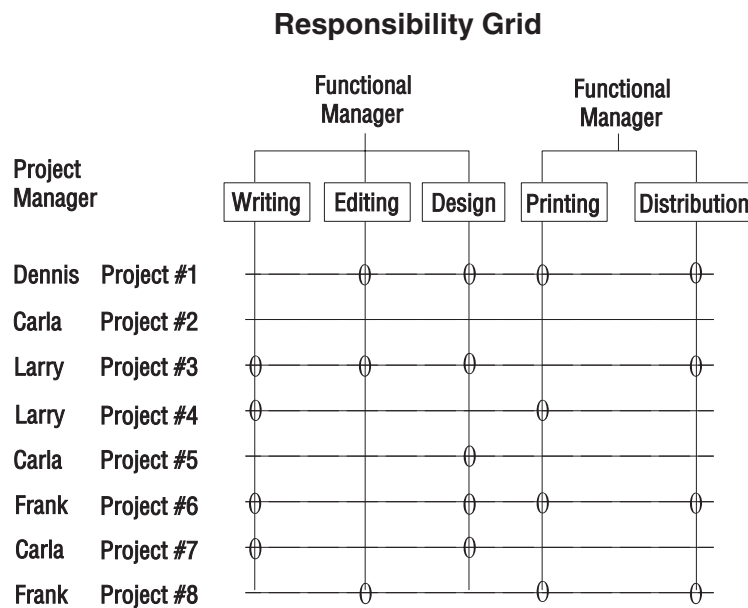 Responsibility Grid
Functional
Manager
Functional
Manager
Project
Manager
Writing Editing Design Printing Distribution
Dennis Project #1
Carla Project #2
Larry Project #3
Larry Project #4
Carla Project #5
Frank Project #6
Carla Project #7
Frank Project #8